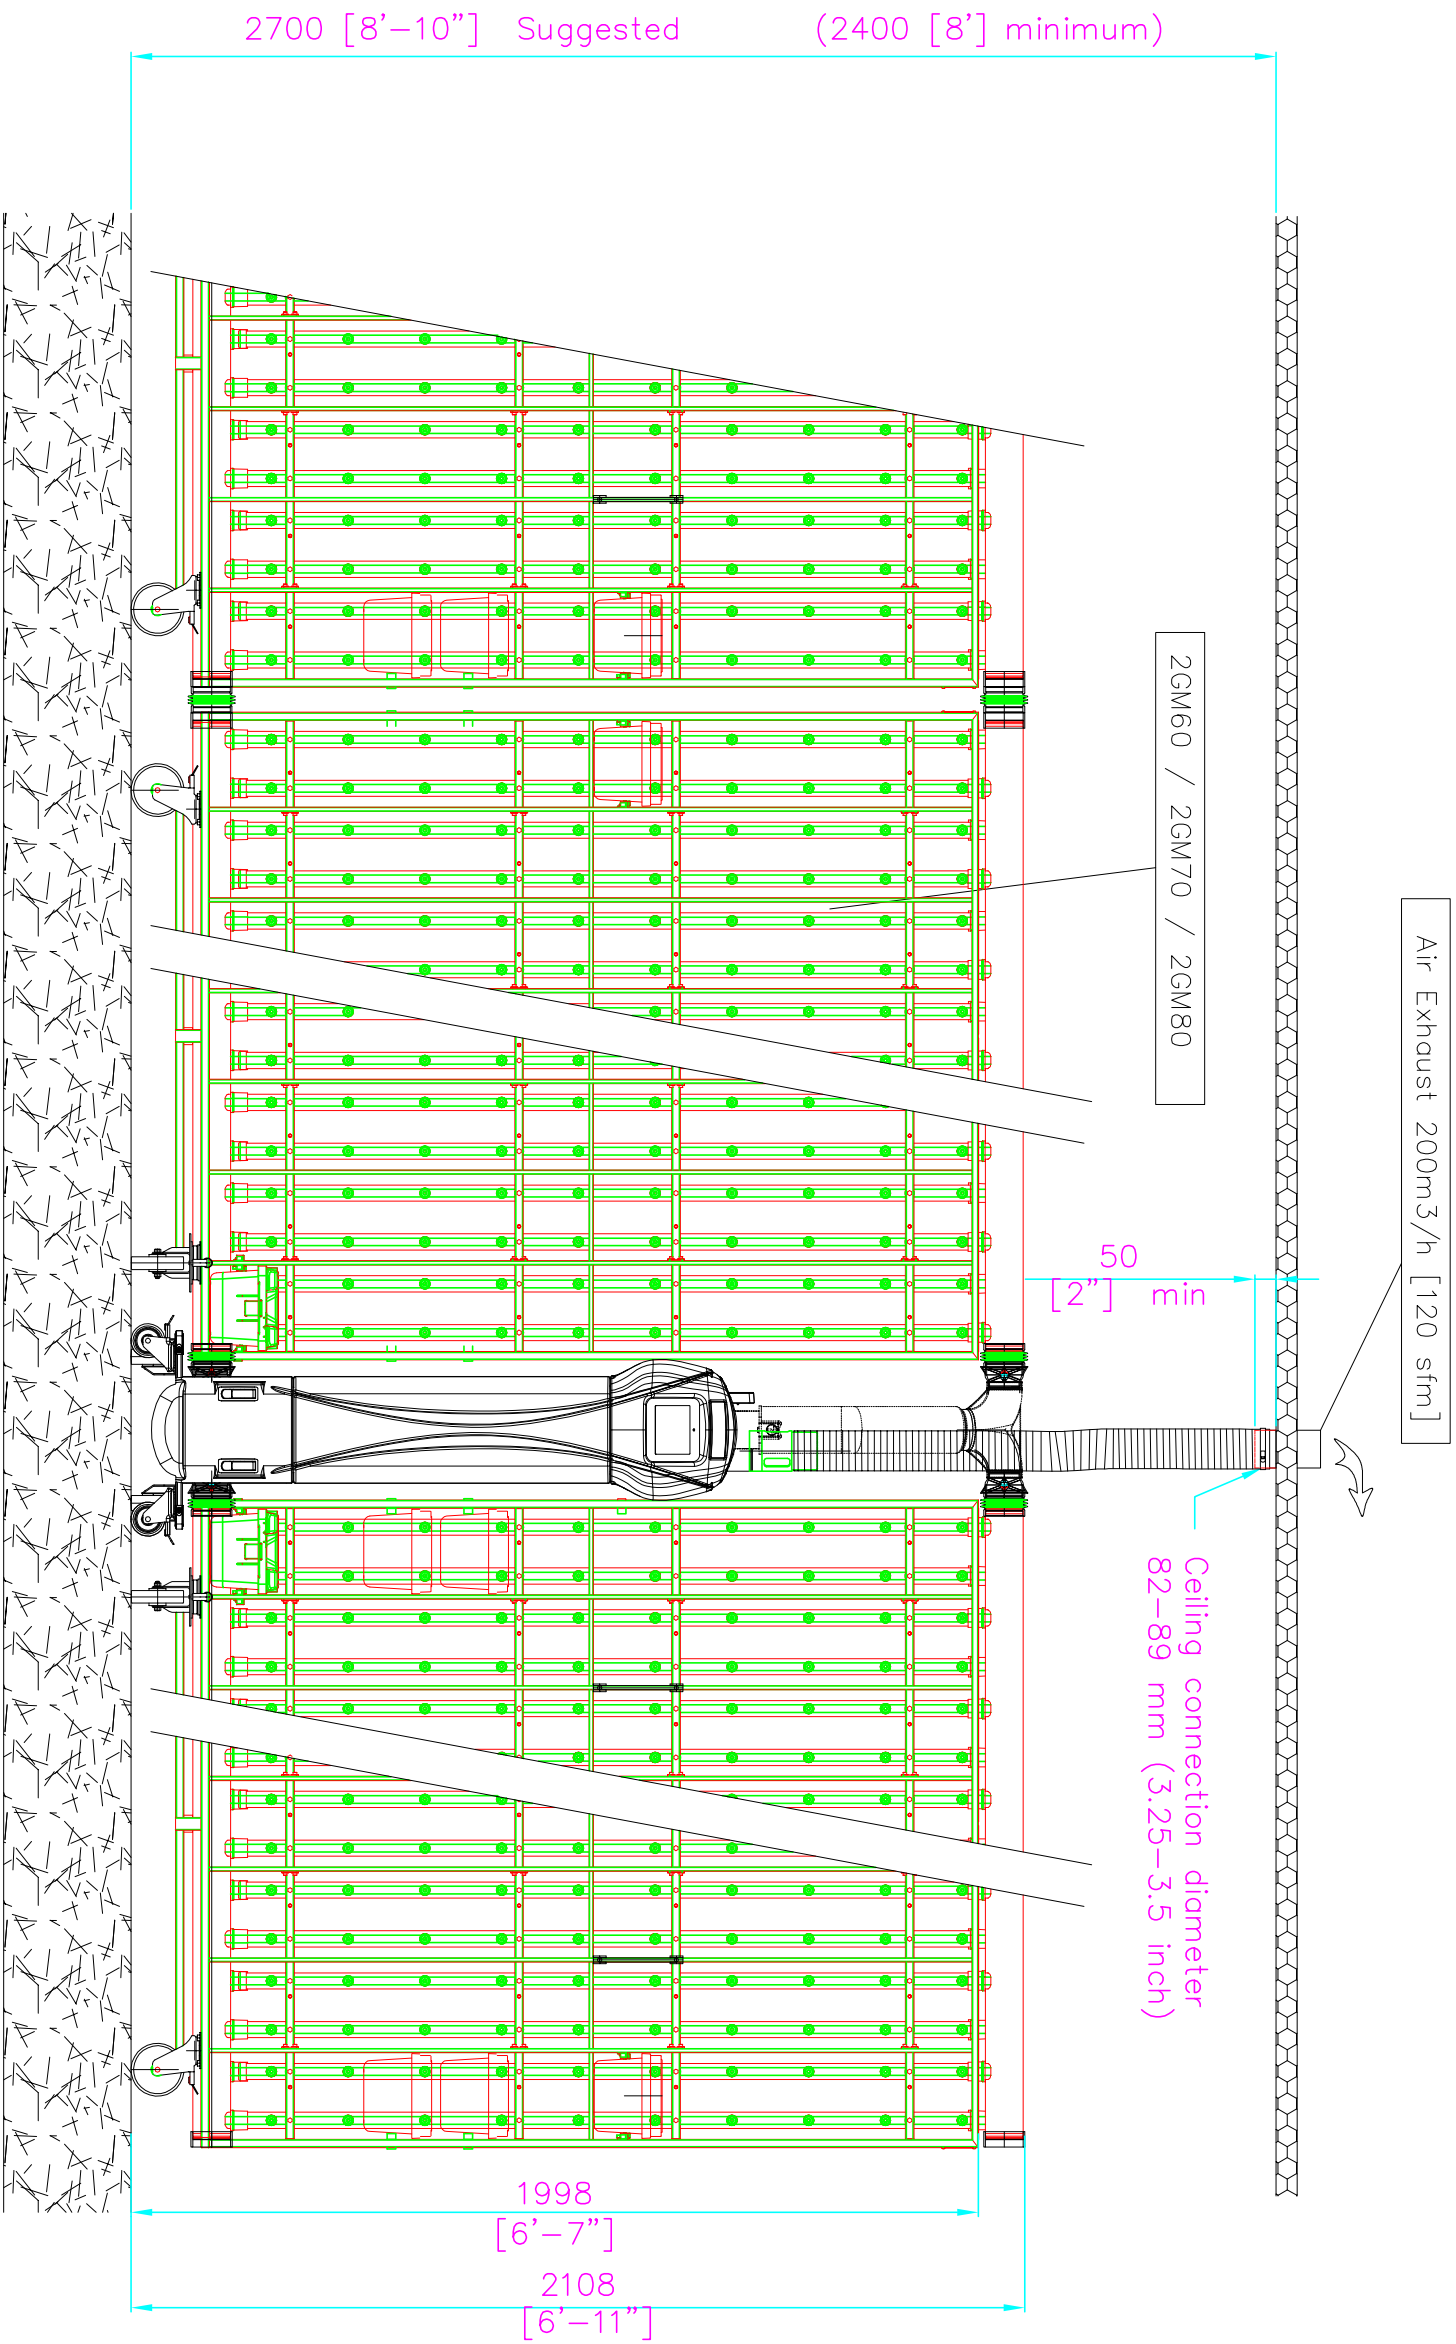 2700 [8’–10”]   Suggested   (2400 [8’] minimum)
2GM60 / 2GM70 / 2GM80
Air Exhaust 200m3/h [120 sfm]
50
[2”]   min
Ceiling connection diameter
82–89 mm (3.25–3.5 inch)
1998
[6’–7”]
2108
[6’–11”]